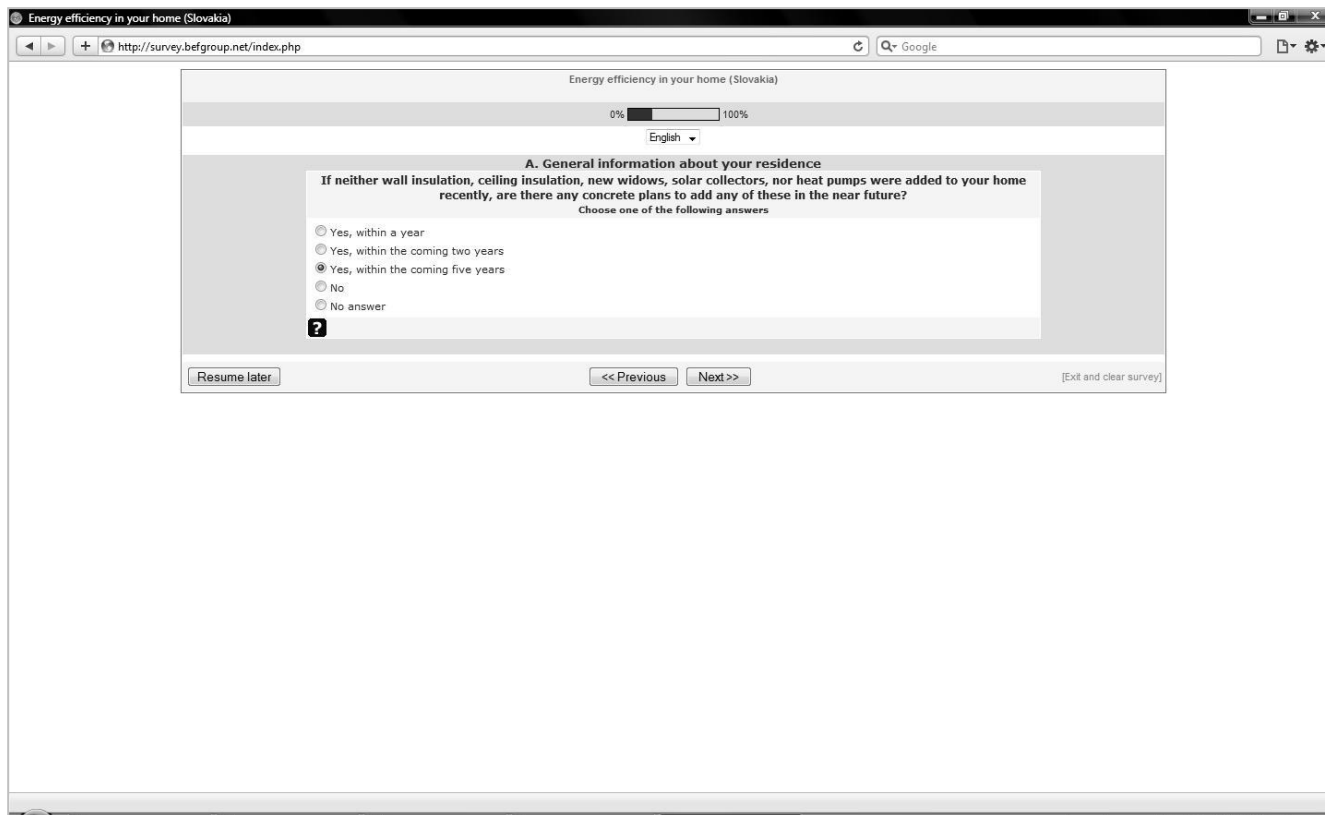 Energy efficiency in your home (Slovakia)
http://survey.befgroup.net/index.php
Google
Energy efficiency in your home (Slovakia)
0% 100%
English
A. General information about your residence
If neither wall insulation, ceiling insulation, new widows, solar collectors, nor heat pumps were added to your home
recently, are there any concrete plans to add any of these in the near future?
Choose one of the following answers
Yes, within a year
Yes, within the coming two years
Yes, within the coming five years
No
No answer
?
Resume later << Previous Next >> [Exit and clear survey]